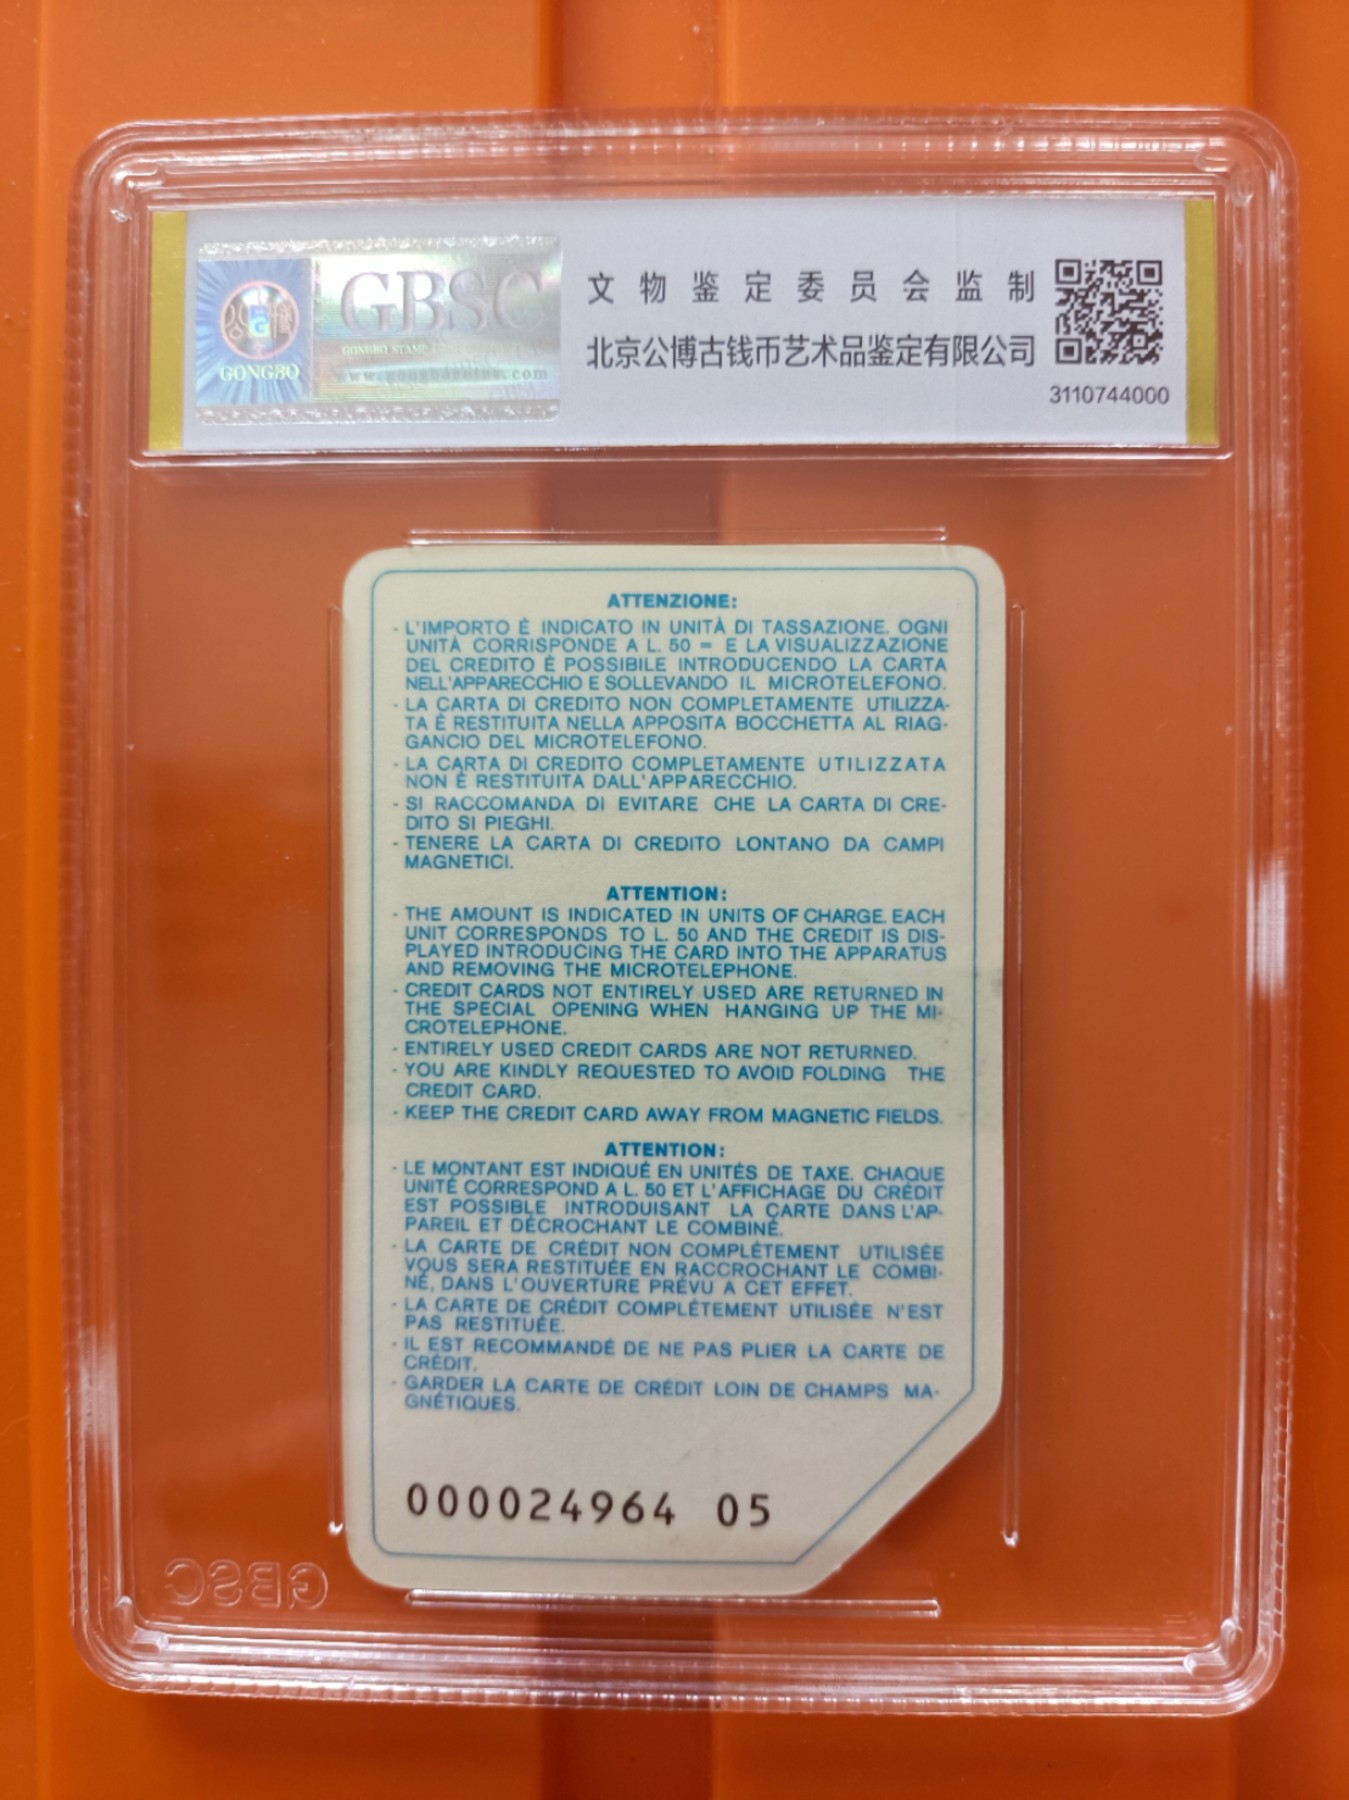 GBSC
GONGBO STAMP
GONGBO
文物鉴定委员会监制
北京公博古钱币艺术品鉴定有限公司
3110744000
ATTENZIONE:
- L'IMPORTO È INDICATO IN UNITÀ DI TASSAZIONE. OGNI
UNITÀ CORRISPONDE A L. 50 = E LA VISUALIZZAZIONE
DEL CREDITO È POSSIBILE INTRODUCENDO LA CARTA
NELL'APPARECCHIO E SOLLEVANDO IL MICROTELEFONO.
- LA CARTA DI CREDITO NON COMPLETAMENTE UTILIZZA-
TA È RESTITUITA NELLA APPOSITA BOCCHETTA AL RIAG-
GANCIO DEL MICROTELEFONO.
- LA CARTA DI CREDITO COMPLETAMENTE UTILIZZATA
NON È RESTITUITA DALL'APPARECCHIO.
- SI RACCOMANDA DI EVITARE CHE LA CARTA DI CRE-
DITO SI PIEGHI.
- TENERE LA CARTA DI CREDITO LONTANO DA CAMPI
MAGNETICI.
ATTENTION:
- THE AMOUNT IS INDICATED IN UNITS OF CHARGE. EACH
UNIT CORRESPONDS TO L. 50 AND THE CREDIT IS DIS-
PLAYED INTRODUCING THE CARD INTO THE APPARATUS
AND REMOVING THE MICROTELEPHONE.
- CREDIT CARDS NOT ENTIRELY USED ARE RETURNED IN
THE SPECIAL OPENING WHEN HANGING UP THE MI-
CROTELEPHONE.
- ENTIRELY USED CREDIT CARDS ARE NOT RETURNED.
- YOU ARE KINDLY REQUESTED TO AVOID FOLDING THE
CREDIT CARD.
- KEEP THE CREDIT CARD AWAY FROM MAGNETIC FIELDS.
ATTENTION:
- LE MONTANT EST INDIQUÉ EN UNITÉS DE TAXE. CHAQUE
UNITÉ CORRESPOND A L. 50 ET L'AFFICHAGE DU CRÉDIT
EST POSSIBLE INTRODUISANT LA CARTE DANS L'AP-
PAREIL ET DÉCROCHANT LE COMBINÉ.
- LA CARTE DE CRÉDIT NON COMPLÉTEMENT UTILISÉE
VOUS SERA RESTITUÉE EN RACCROCHANT LE COMBI-
NÉ, DANS L'OUVERTURE PRÉVU A CET EFFET.
- LA CARTE DE CRÉDIT COMPLÉTEMENT UTILISÉE N'EST
PAS RESTITUÉE.
- IL EST RECOMMANDÉ DE NE PAS PLIER LA CARTE DE
CRÉDIT.
- GARDER LA CARTE DE CRÉDIT LOIN DE CHAMPS MA-
GNÉTIQUES.
000024964 05
GBSC